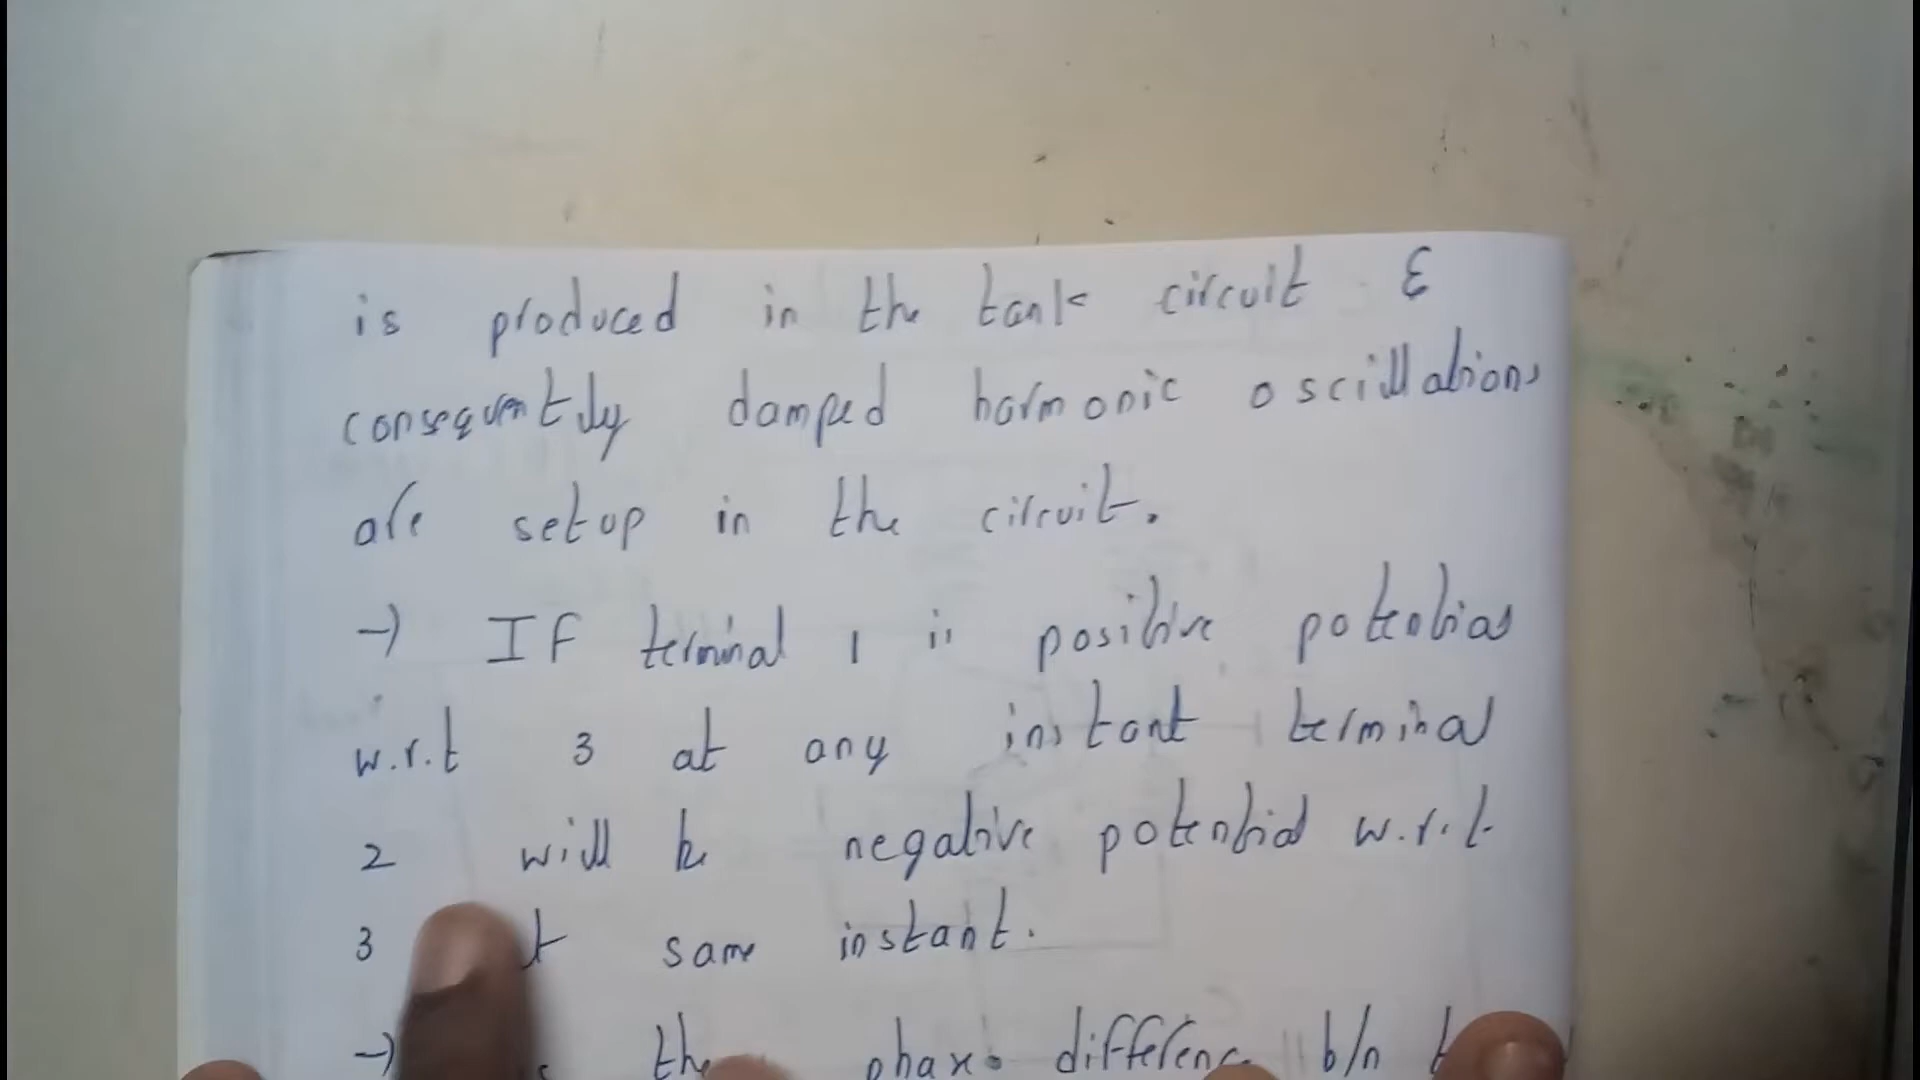 is produced in the tank circuit &
consequently damped harmonic oscillations
are setup in the circuit.
→ If terminal 1 is positive potential
w.r.t 3 at any instant terminal
2 will be negative potential w.r.t
3 same instant.
→ the phase difference b/n